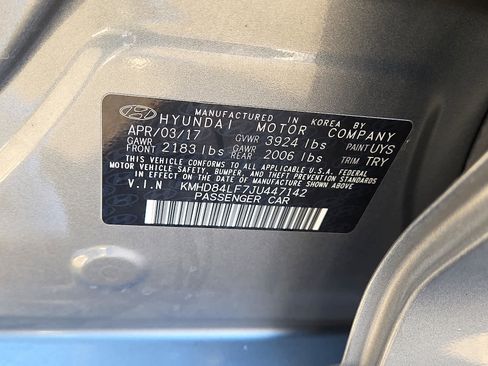 MANUFACTURED IN KOREA BY
HYUNDAI MOTOR COMPANY
APR/03/17 GVWR 3924 lbs PAINT UYS
GAWR FRONT 2183 lbs GAWR REAR 2006 lbs TRIM TRY
THIS VEHICLE CONFORMS TO ALL APPLICABLE U.S.A. FEDERAL
MOTOR VEHICLE SAFETY, BUMPER, AND THEFT PREVENTION STANDARDS
IN EFFECT ON THE DATE OF MANUFACTURE SHOWN ABOVE.
V.I.N KMHD84LF7JU447142
PASSENGER CAR